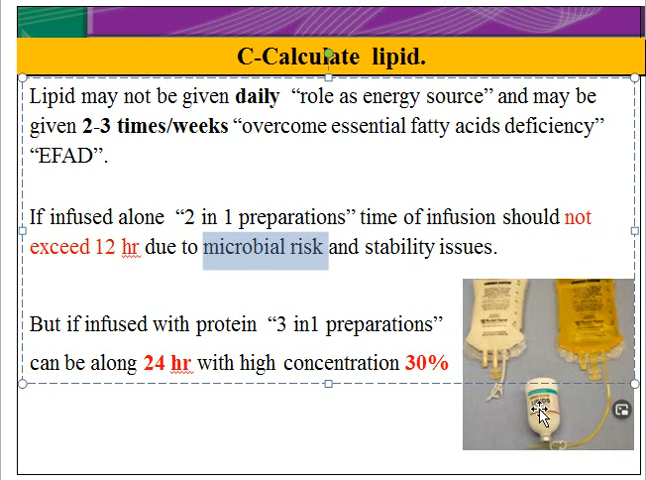 C-Calculate lipid.
Lipid may not be given daily “role as energy source” and may be
given 2-3 times/weeks “overcome essential fatty acids deficiency”
“EFAD”.
If infused alone “2 in 1 preparations” time of infusion should not
exceed 12 hr due to microbial risk and stability issues.
But if infused with protein “3 in1 preparations”
can be along 24 hr with high concentration 30%